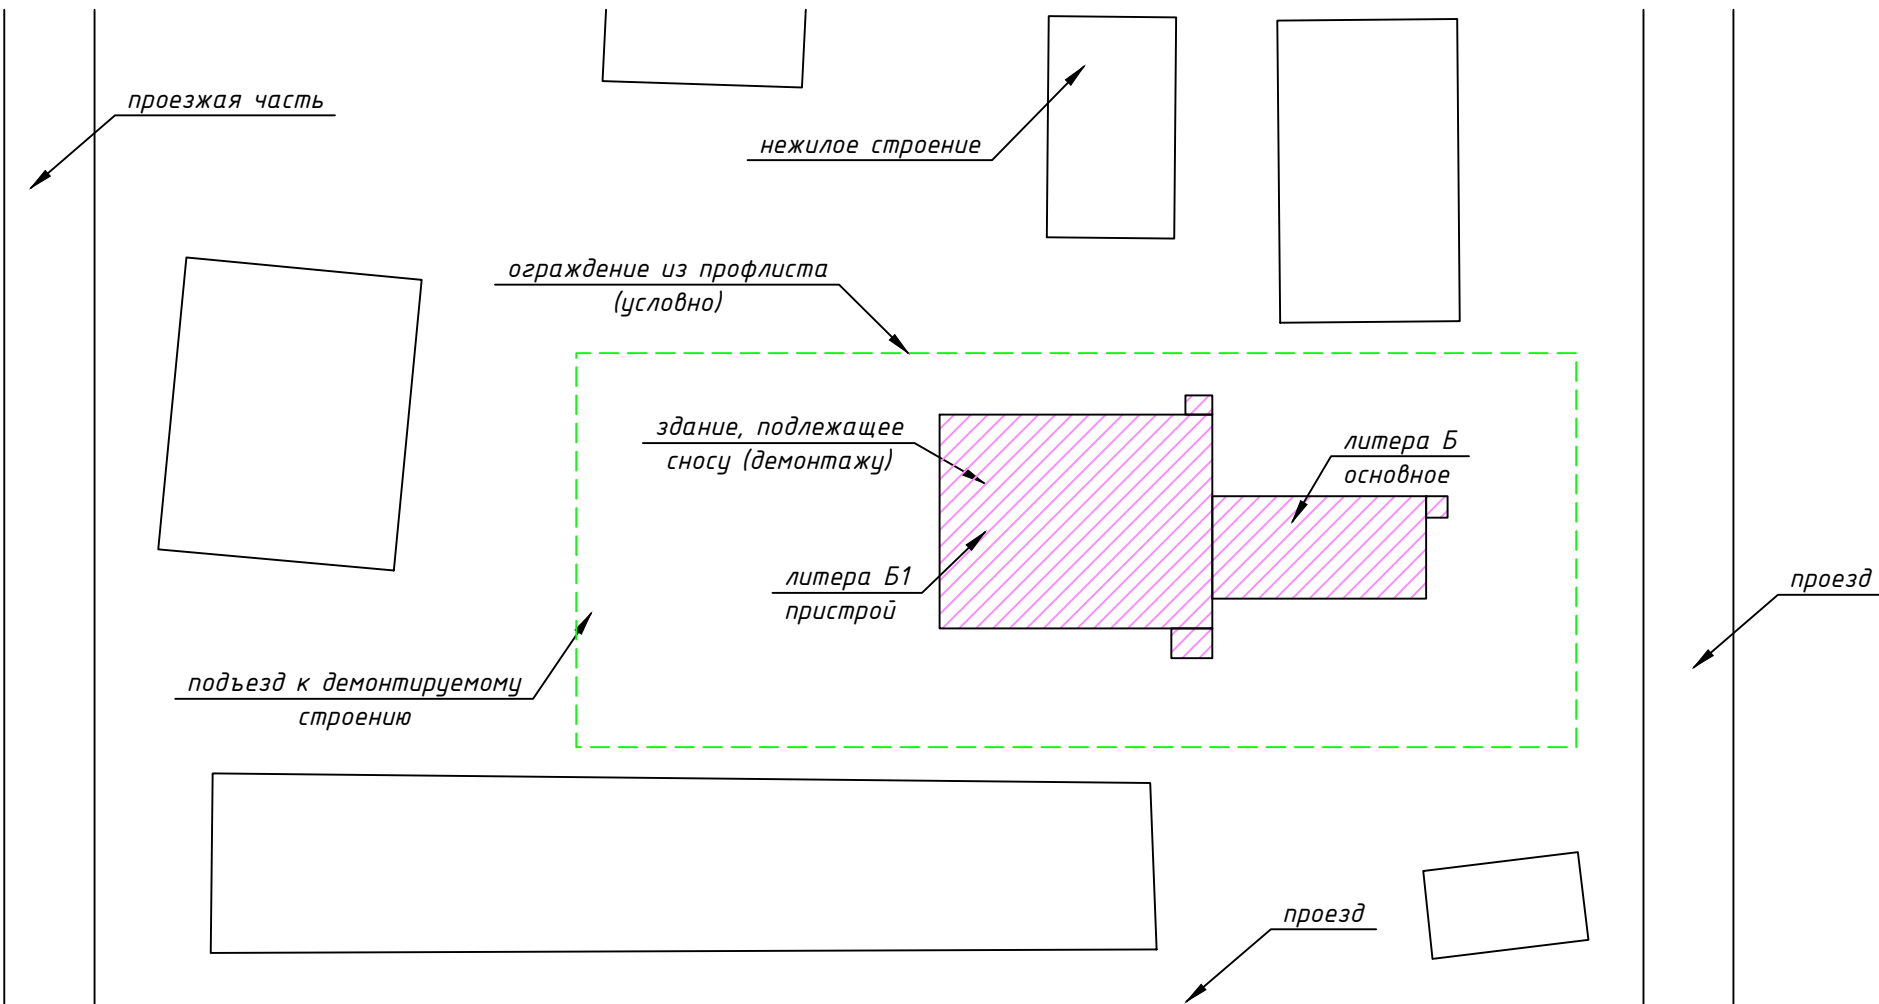 проезжая часть
нежилое строение
ограждение из профлиста
(условно)
здание, подлежащее
сносу (демонтажу)
литера Б
основное
литера Б1
пристрой
проезд
подъезд к демонтируемому
строению
проезд